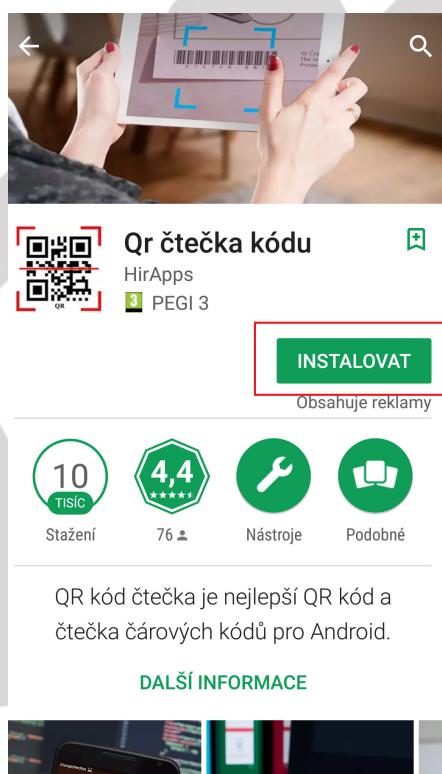 Qr čtečka kódu
HirApps
3 PEGI 3
INSTALOVAT
Obsahuje reklamy
10
TISÍC
4,4
Stažení
76
Nástroje
Podobné
QR kód čtečka je nejlepší QR kód a
čtečka čárových kódů pro Android.
DALŠÍ INFORMACE